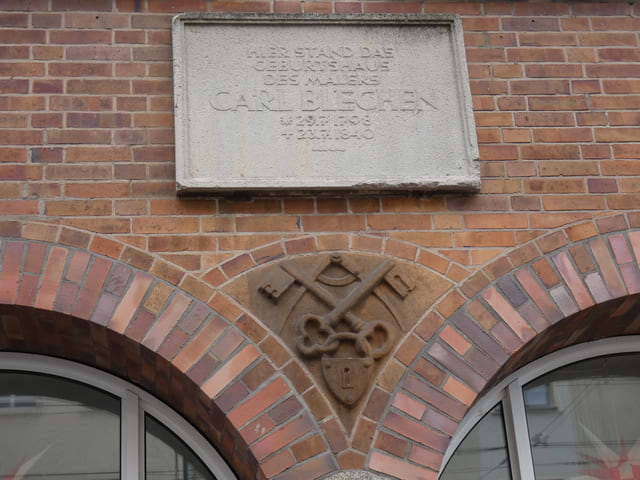 HIER STAND DAS
GEBURTSHAUS
DES MALERS
CARL BLECHEN
* 29.7.1798
+ 23.7.1840